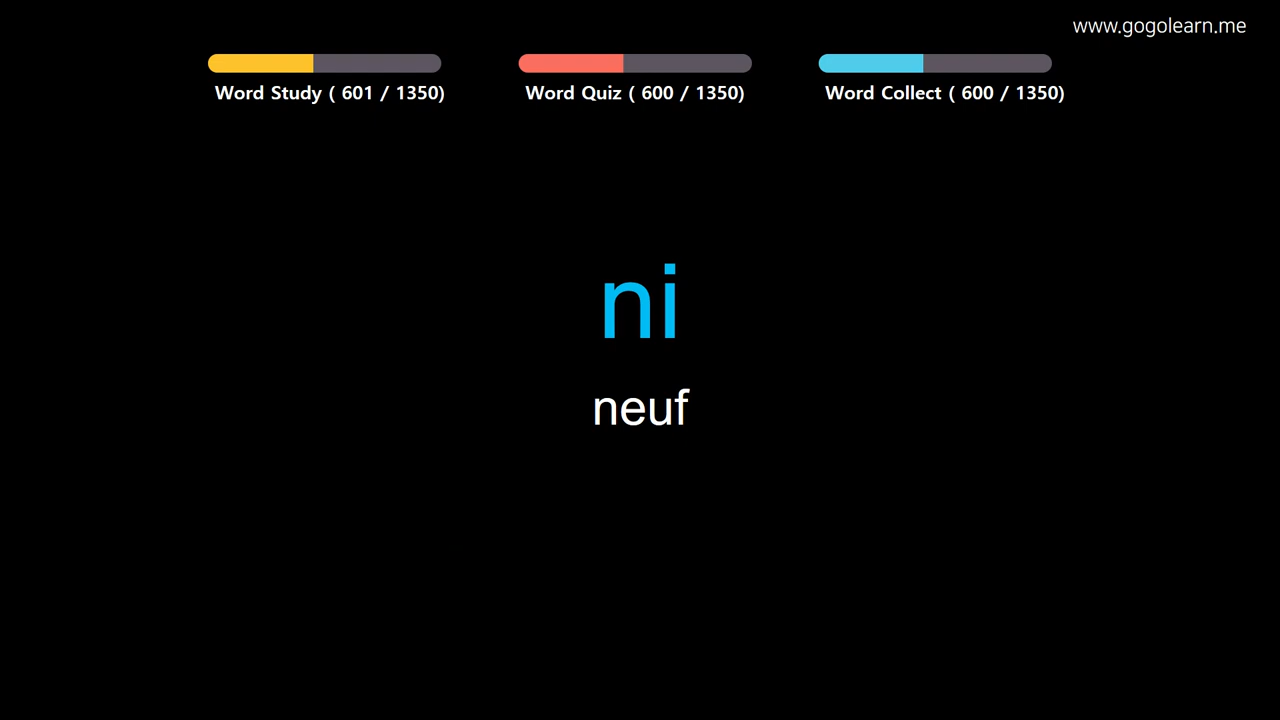 www.gogolearn.me
Word Study ( 601 / 1350)
Word Quiz ( 600 / 1350)
Word Collect ( 600 / 1350)
ni
neuf